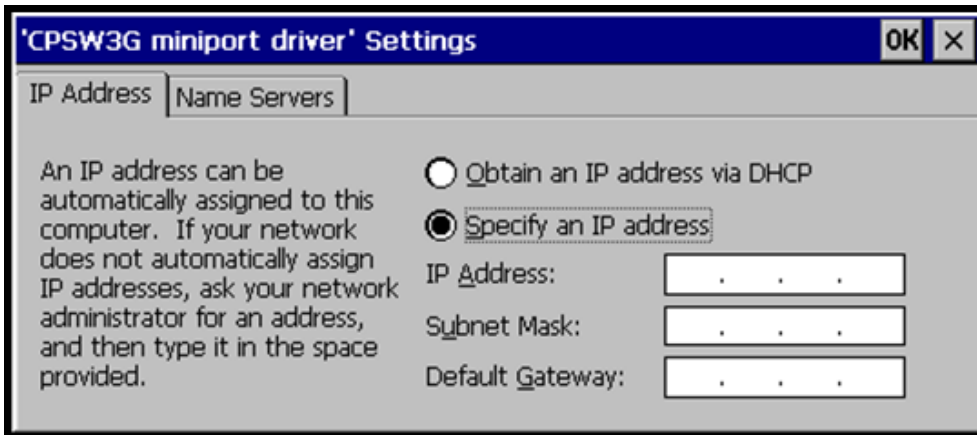 'CPSW3G miniport driver' Settings
OK
IP Address
Name Servers
An IP address can be
automatically assigned to this
computer. If your network
does not automatically assign
IP addresses, ask your network
administrator for an address,
and then type it in the space
provided.
Obtain an IP address via DHCP
Specify an IP address
IP Address: . . .
Subnet Mask: . . .
Default Gateway: . . .